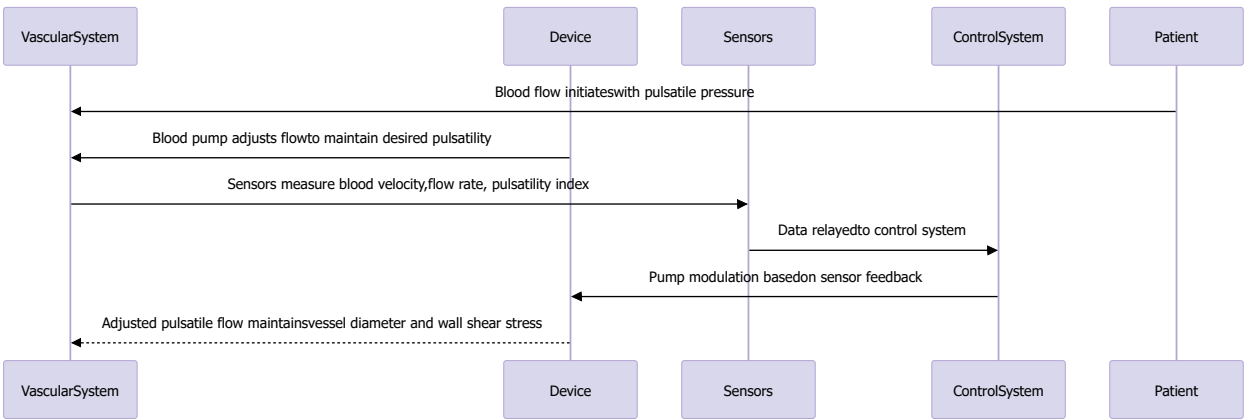 VascularSystem
Device
Sensors
ControlSystem
Patient
Blood flow initiateswith pulsatile pressure
Blood pump adjusts flowto maintain desired pulsatility
Sensors measure blood velocity,flow rate, pulsatility index
Data relayedto control system
Pump modulation basedon sensor feedback
Adjusted pulsatile flow maintainsvessel diameter and wall shear stress
VascularSystem
Device
Sensors
ControlSystem
Patient